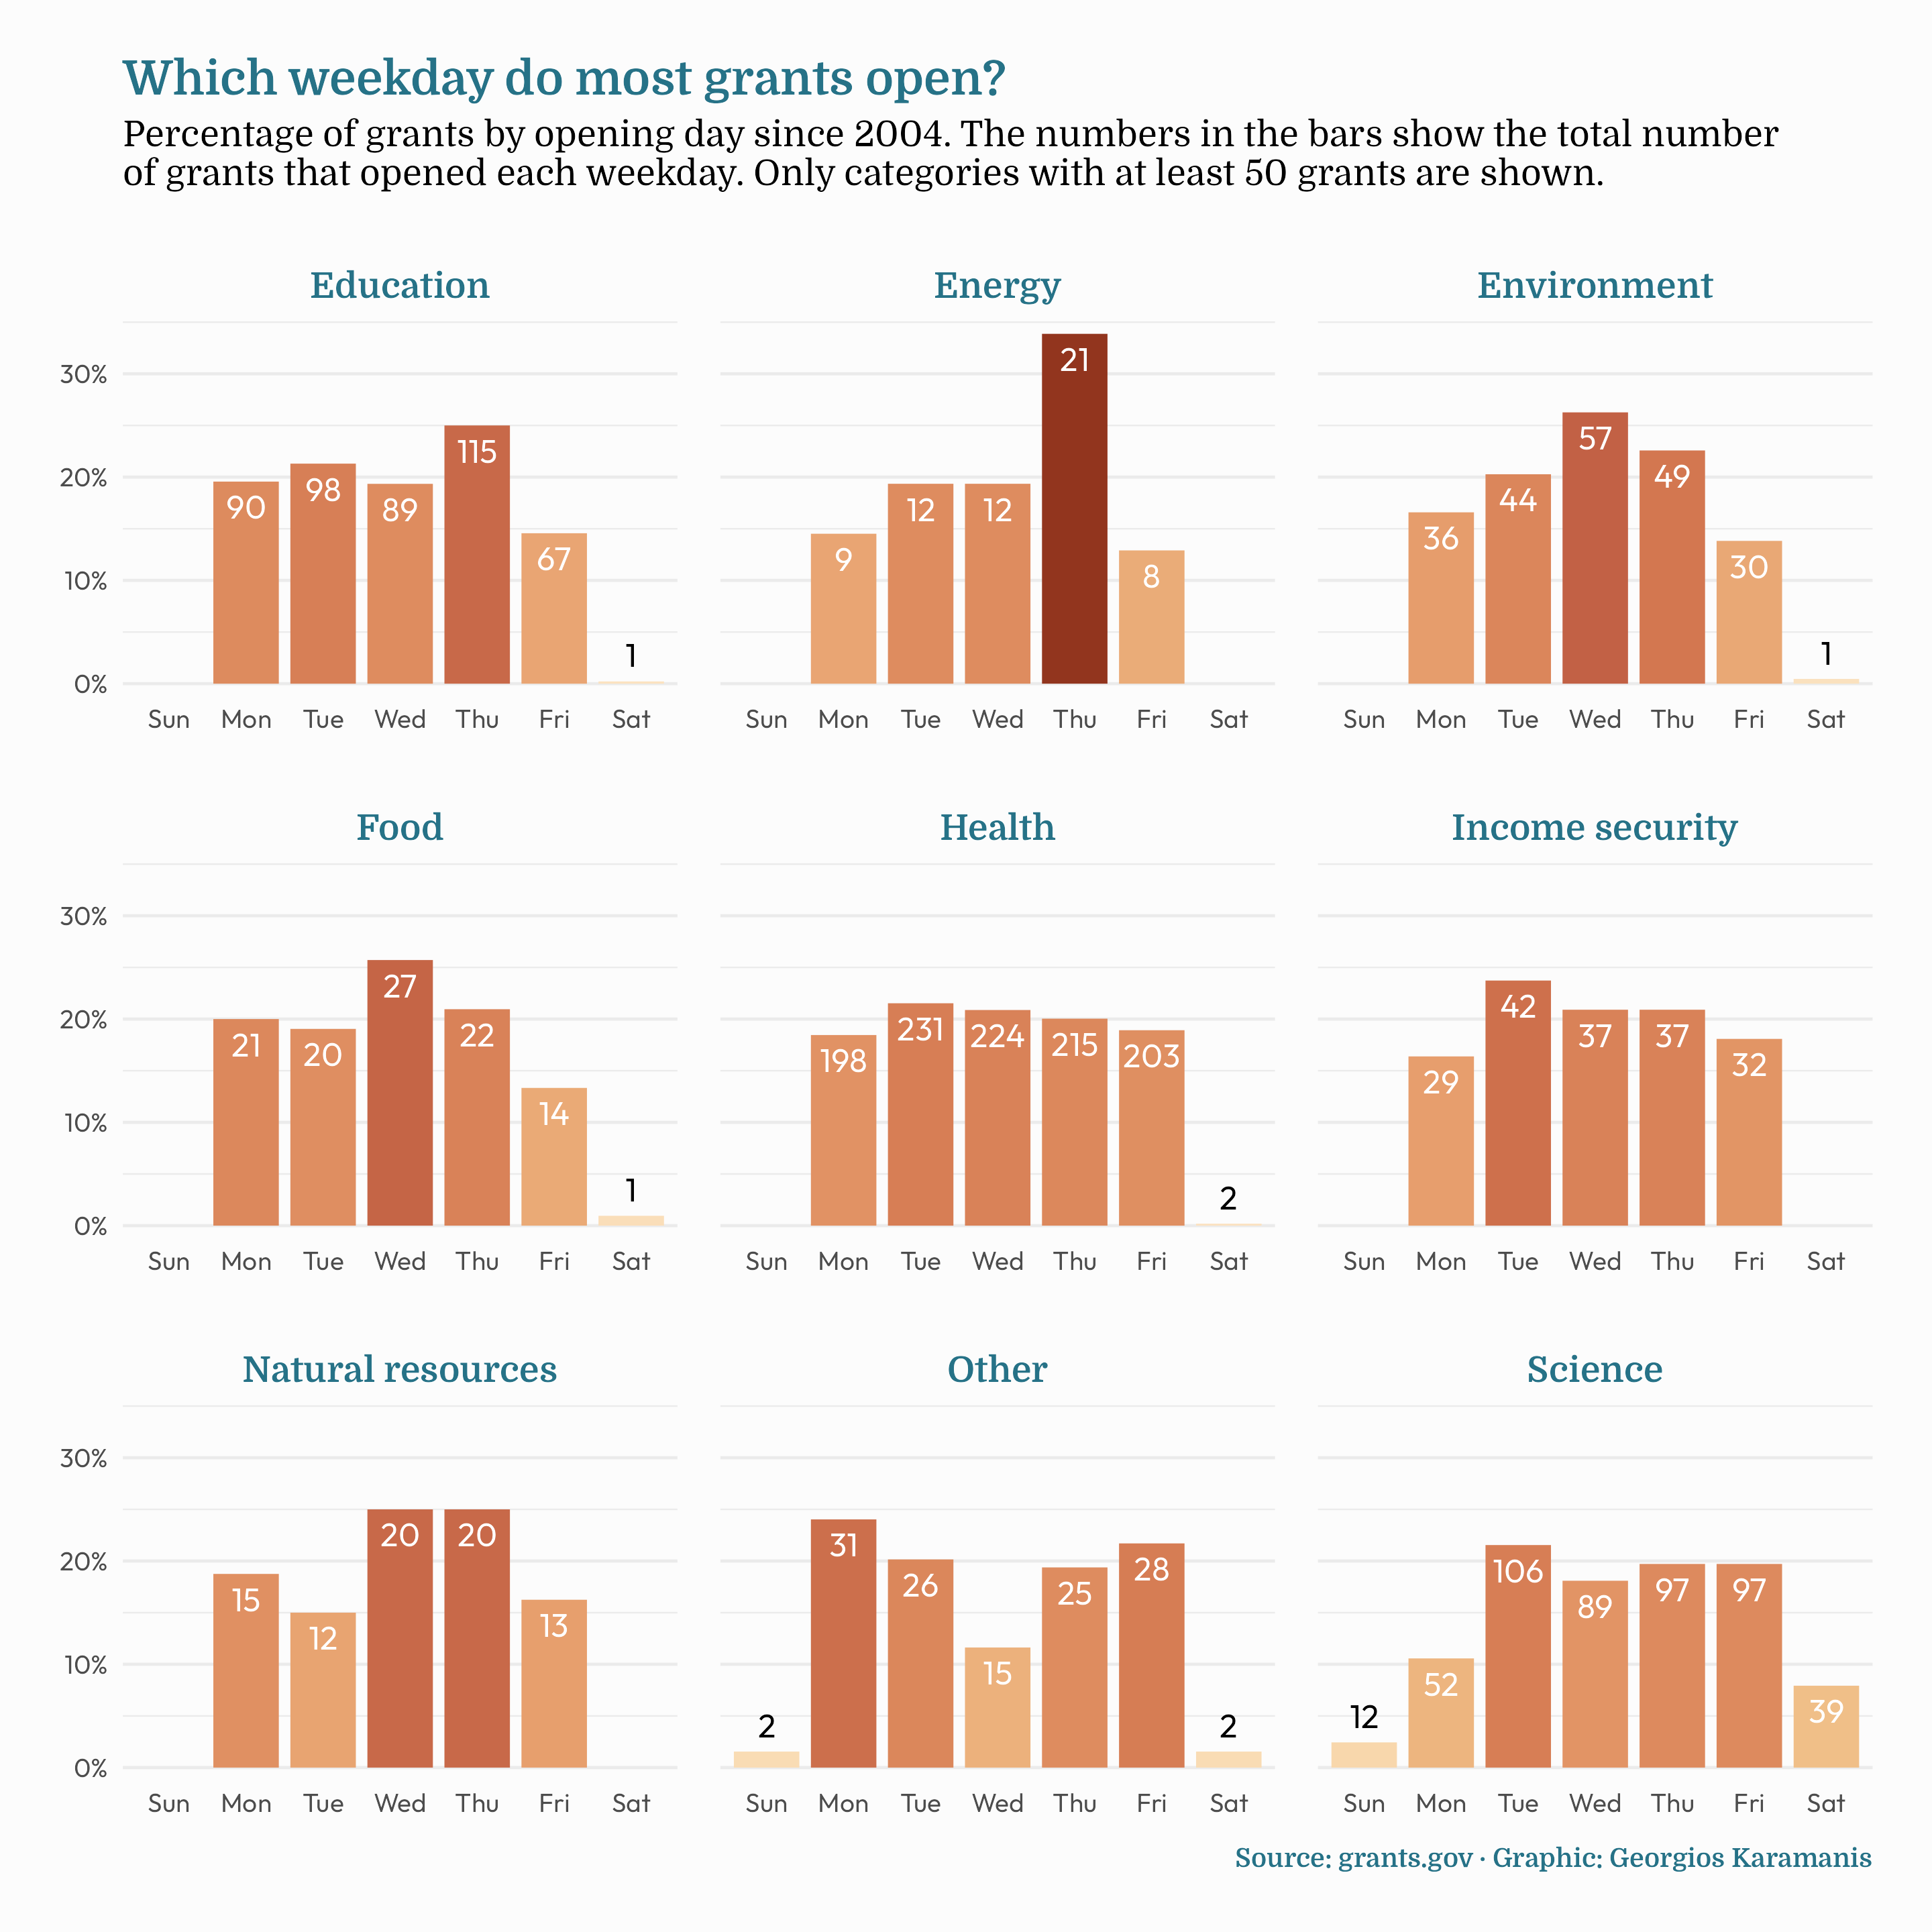 Which weekday do most grants open?
Percentage of grants by opening day since 2004. The numbers in the bars show the total number
of grants that opened each weekday. Only categories with at least 50 grants are shown.
Education
30%
20%
10%
0%
90
98
89
115
67
1
Sun Mon Tue Wed Thu Fri Sat
Energy
9
12
12
21
8
Sun Mon Tue Wed Thu Fri Sat
Environment
36
44
57
49
30
1
Sun Mon Tue Wed Thu Fri Sat
Food
30%
20%
10%
0%
21
20
27
22
14
1
Sun Mon Tue Wed Thu Fri Sat
Health
198
231
224
215
203
2
Sun Mon Tue Wed Thu Fri Sat
Income security
29
42
37
37
32
Sun Mon Tue Wed Thu Fri Sat
Natural resources
30%
20%
10%
0%
15
12
20
20
13
Sun Mon Tue Wed Thu Fri Sat
Other
2
31
26
15
25
28
2
Sun Mon Tue Wed Thu Fri Sat
Science
12
52
106
89
97
97
39
Sun Mon Tue Wed Thu Fri Sat
Source: grants.gov · Graphic: Georgios Karamanis